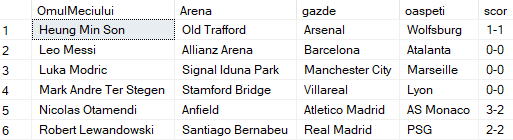 OmulMeciului Arena gazde oaspeti scor
1 Heung Min Son Old Trafford Arsenal Wolfsburg 1-1
2 Leo Messi Allianz Arena Barcelona Atalanta 0-0
3 Luka Modric Signal Iduna Park Manchester City Marseille 0-0
4 Mark Andre Ter Stegen Stamford Bridge Villareal Lyon 0-0
5 Nicolas Otamendi Anfield Atletico Madrid AS Monaco 3-2
6 Robert Lewandowski Santiago Bernabeu Real Madrid PSG 2-2